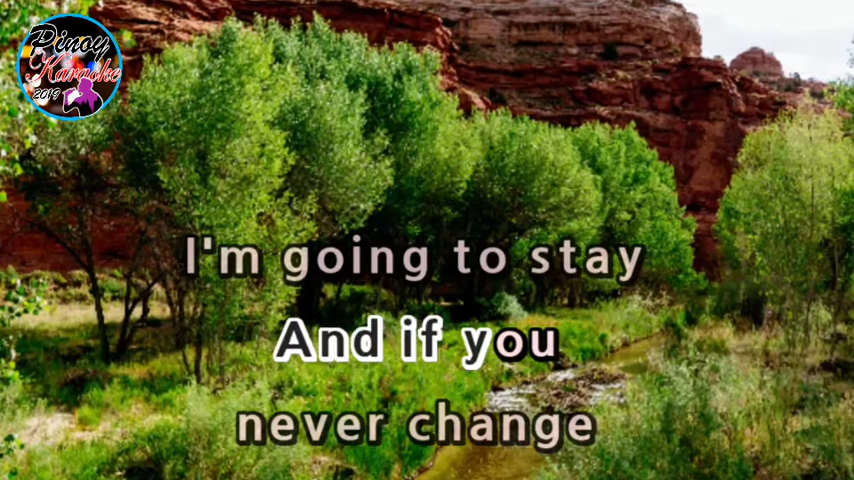 Pinoy
Karaoke
2019
I'm going to stay
And if you
never change